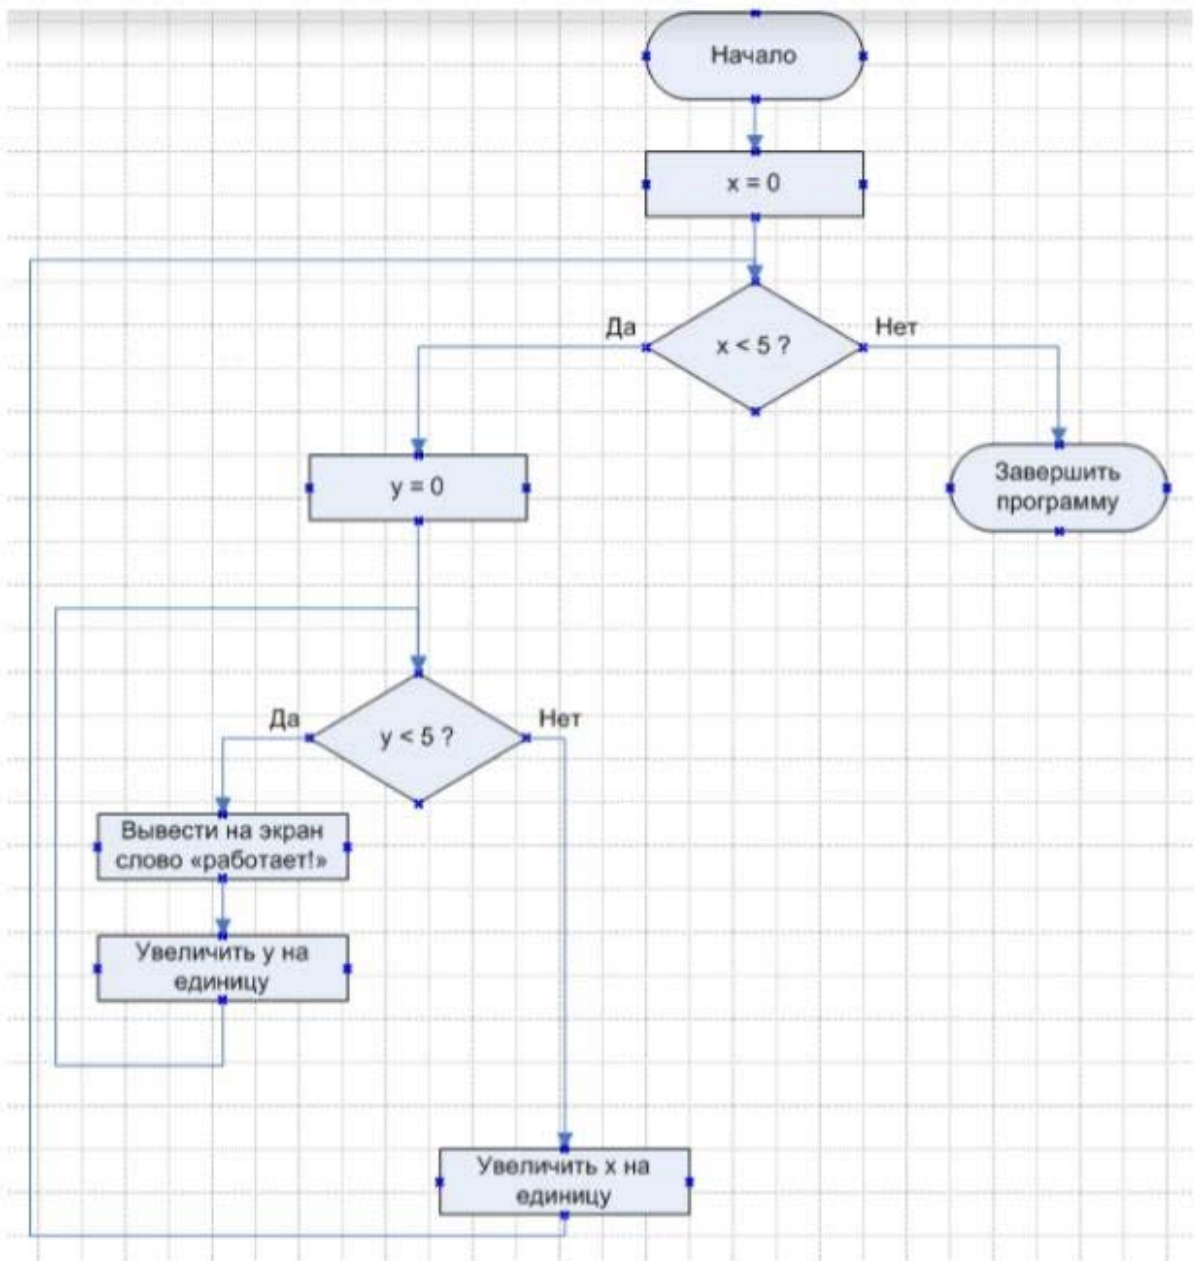 Начало
x = 0
x < 5 ?
Да
Нет
y = 0
Завершить
программу
y < 5 ?
Да
Нет
Вывести на экран
слово «работает!»
Увеличить y на
единицу
Увеличить x на
единицу